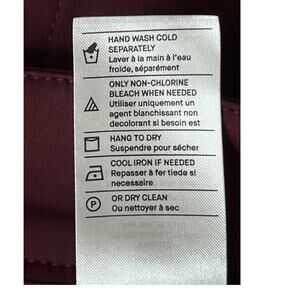 HAND WASH COLD
SEPARATELY
Laver à la main à l'eau
froide, séparément
ONLY NON-CHLORINE
BLEACH WHEN NEEDED
Utiliser uniquement un
agent blanchissant non
decolorant si besoin est
HANG TO DRY
Suspendre pour sécher
COOL IRON IF NEEDED
Repasser à fer tiede si
necessaire
P
OR DRY CLEAN
Ou nettoyer à sec